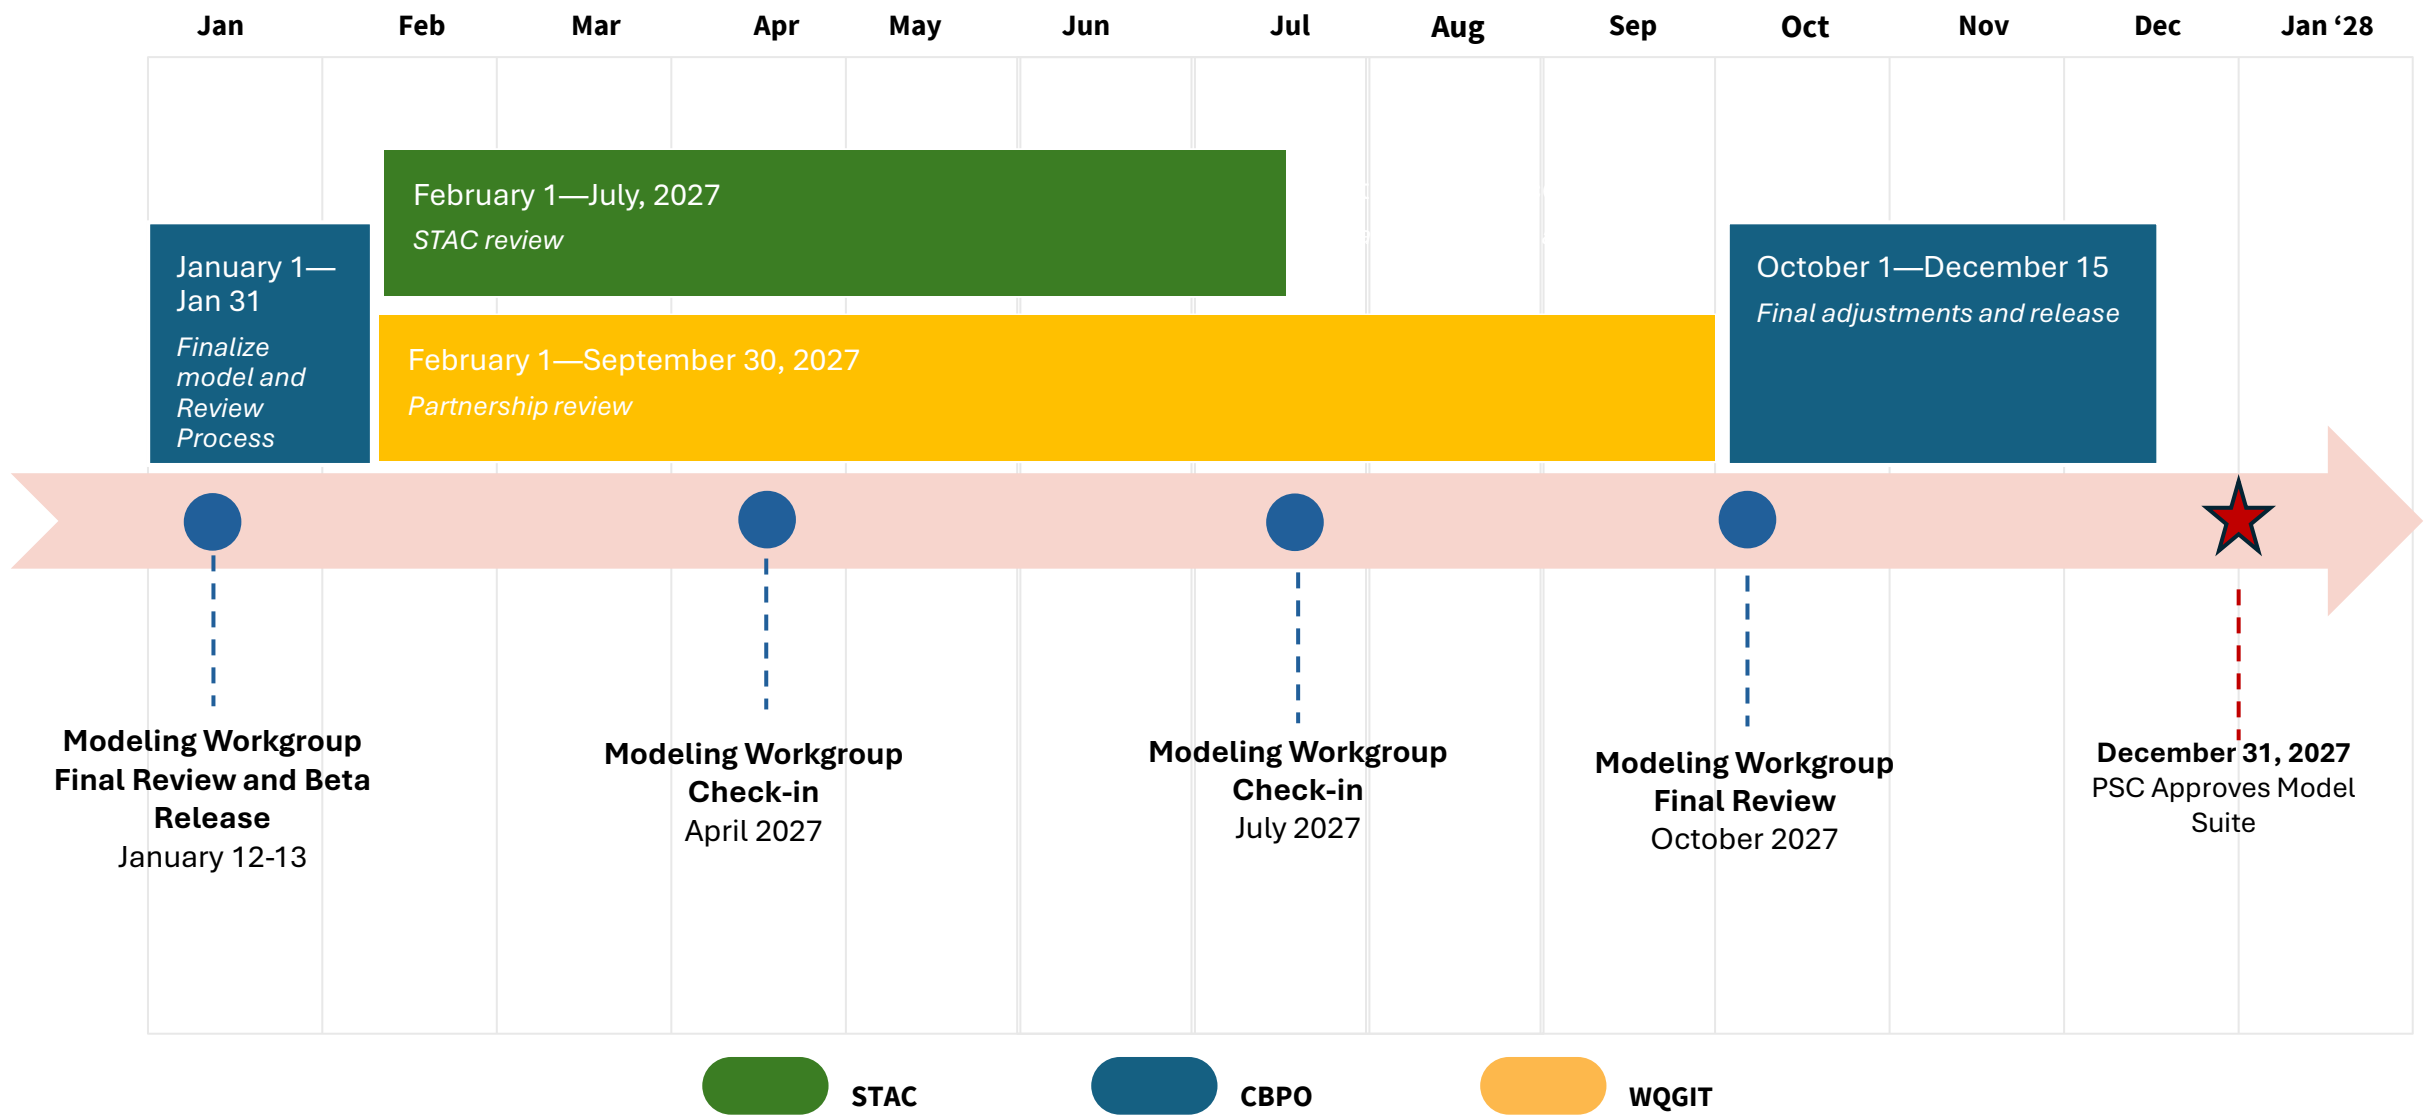 Jan Feb Mar Apr May Jun Jul Aug Sep Oct Nov Dec Jan ‘28
February 1—July, 2027
STAC review
January 1—
Jan 31
Finalize
model and
Review
Process
February 1—September 30, 2027
Partnership review
October 1—December 15
Final adjustments and release
Modeling Workgroup
Final Review and Beta
Release
January 12-13
Modeling Workgroup
Check-in
April 2027
Modeling Workgroup
Check-in
July 2027
Modeling Workgroup
Final Review
October 2027
December 31, 2027
PSC Approves Model
Suite
STAC
CBPO
WQGIT